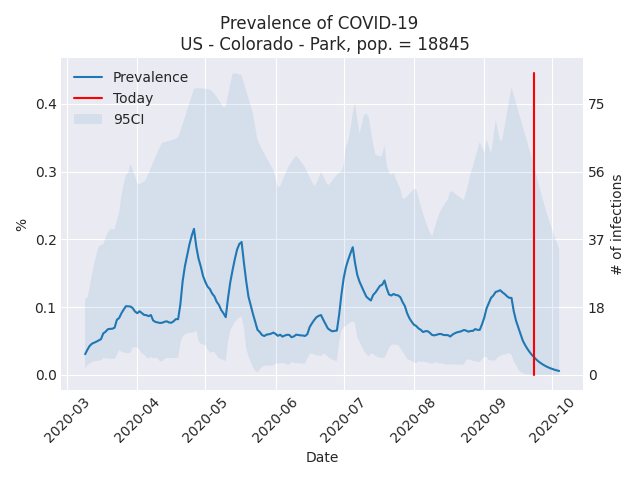 Prevalence of COVID-19
US - Colorado - Park, pop. = 18845
Prevalence
Today
95CI
0.4
0.3
0.2
0.1
0.0
%
75
56
37
18
0
# of infections
2020-03
2020-04
2020-05
2020-06
2020-07
2020-08
2020-09
2020-10
Date